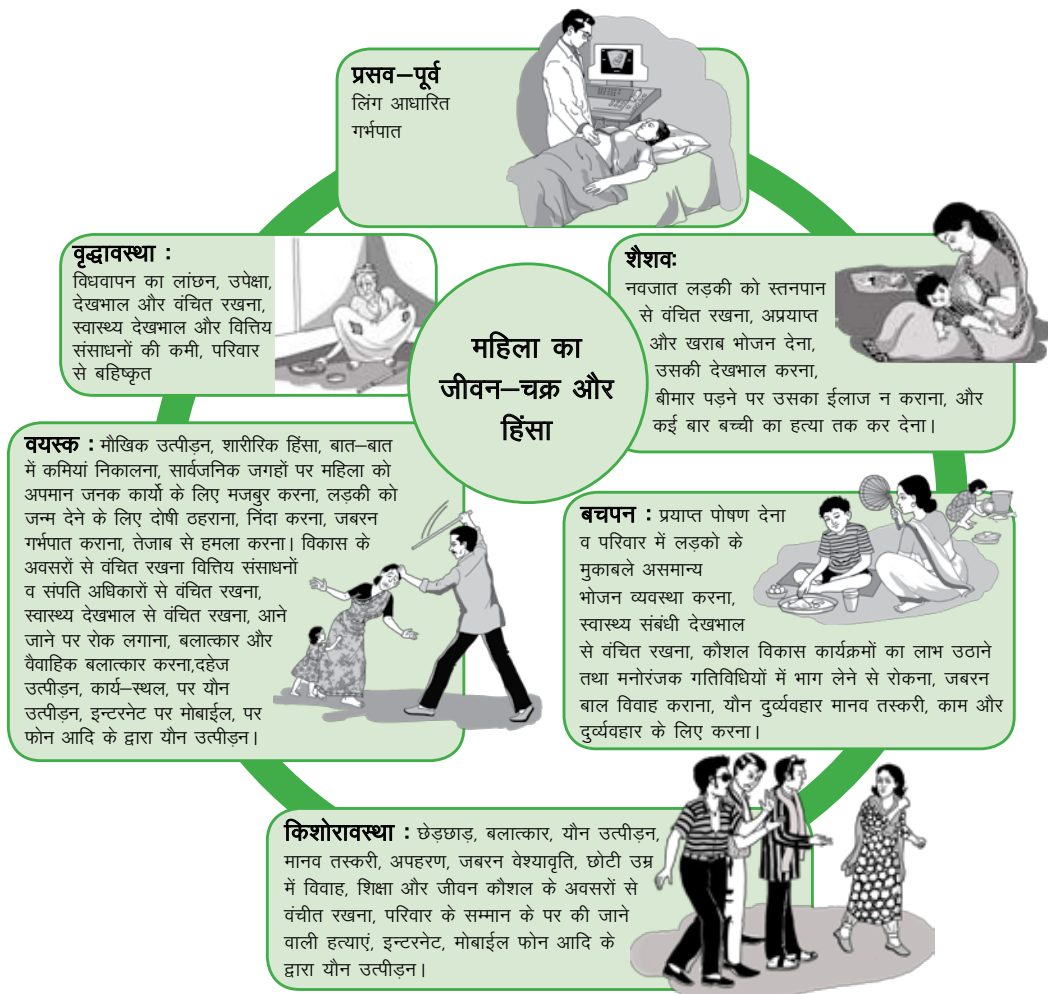 प्रसव–पूर्व
लिंग आधारित
गर्भपात
शैशवः
नवजात लड़की को स्तनपान
से वंचित रखना, अप्रयाप्त
और खराब भोजन देना,
उसकी देखभाल करना,
बीमार पड़ने पर उसका ईलाज न कराना, और
कई बार बच्ची का हत्या तक कर देना।
बचपन : प्रयाप्त पोषण देना
व परिवार में लड़को के
मुकाबले असमान्य
भोजन व्यवस्था करना,
स्वास्थ्य संबंधी देखभाल
से वंचित रखना, कौशल विकास कार्यक्रमों का लाभ उठाने
तथा मनोरंजक गतिविधियों में भाग लेने से रोकना, जबरन
बाल विवाह कराना, यौन दुर्व्यवहार मानव तस्करी, काम और
दुर्व्यवहार के लिए करना।
किशोरावस्था : छेड़छाड़, बलात्कार, यौन उत्पीड़न,
मानव तस्करी, अपहरण, जबरन वेश्यावृति, छोटी उम्र
में विवाह, शिक्षा और जीवन कौशल के अवसरों से
वंचीत रखना, परिवार के सम्मान के पर की जाने
वाली हत्याएं, इन्टरनेट, मोबाईल फोन आदि के
द्वारा यौन उत्पीड़न।
वयस्क : मौखिक उत्पीड़न, शारीरिक हिंसा, बात–बात
में कमियां निकालना, सार्वजनिक जगहों पर महिला को
अपमान जनक कार्यो के लिए मजबुर करना, लड़की को
जन्म देने के लिए दोषी ठहराना, निंदा करना, जबरन
गर्भपात कराना, तेजाब से हमला करना। विकास के
अवसरों से वंचित रखना वित्तिय संसाधनों
व संपति अधिकारों से वंचित रखना,
स्वास्थ्य देखभाल से वंचित रखना, आने
जाने पर रोक लगाना, बलात्कार और
वैवाहिक बलात्कार करना,दहेज
उत्पीड़न, कार्य–स्थल, पर यौन
उत्पीड़न, इन्टरनेट पर मोबाईल, पर
फोन आदि के द्वारा यौन उत्पीड़न।
वृद्धावस्था :
विधवापन का लांछन, उपेक्षा,
देखभाल और वंचित रखना,
स्वास्थ्य देखभाल और वित्तिय
संसाधनों की कमी, परिवार
से बहिष्कृत
महिला का
जीवन–चक्र और
हिंसा